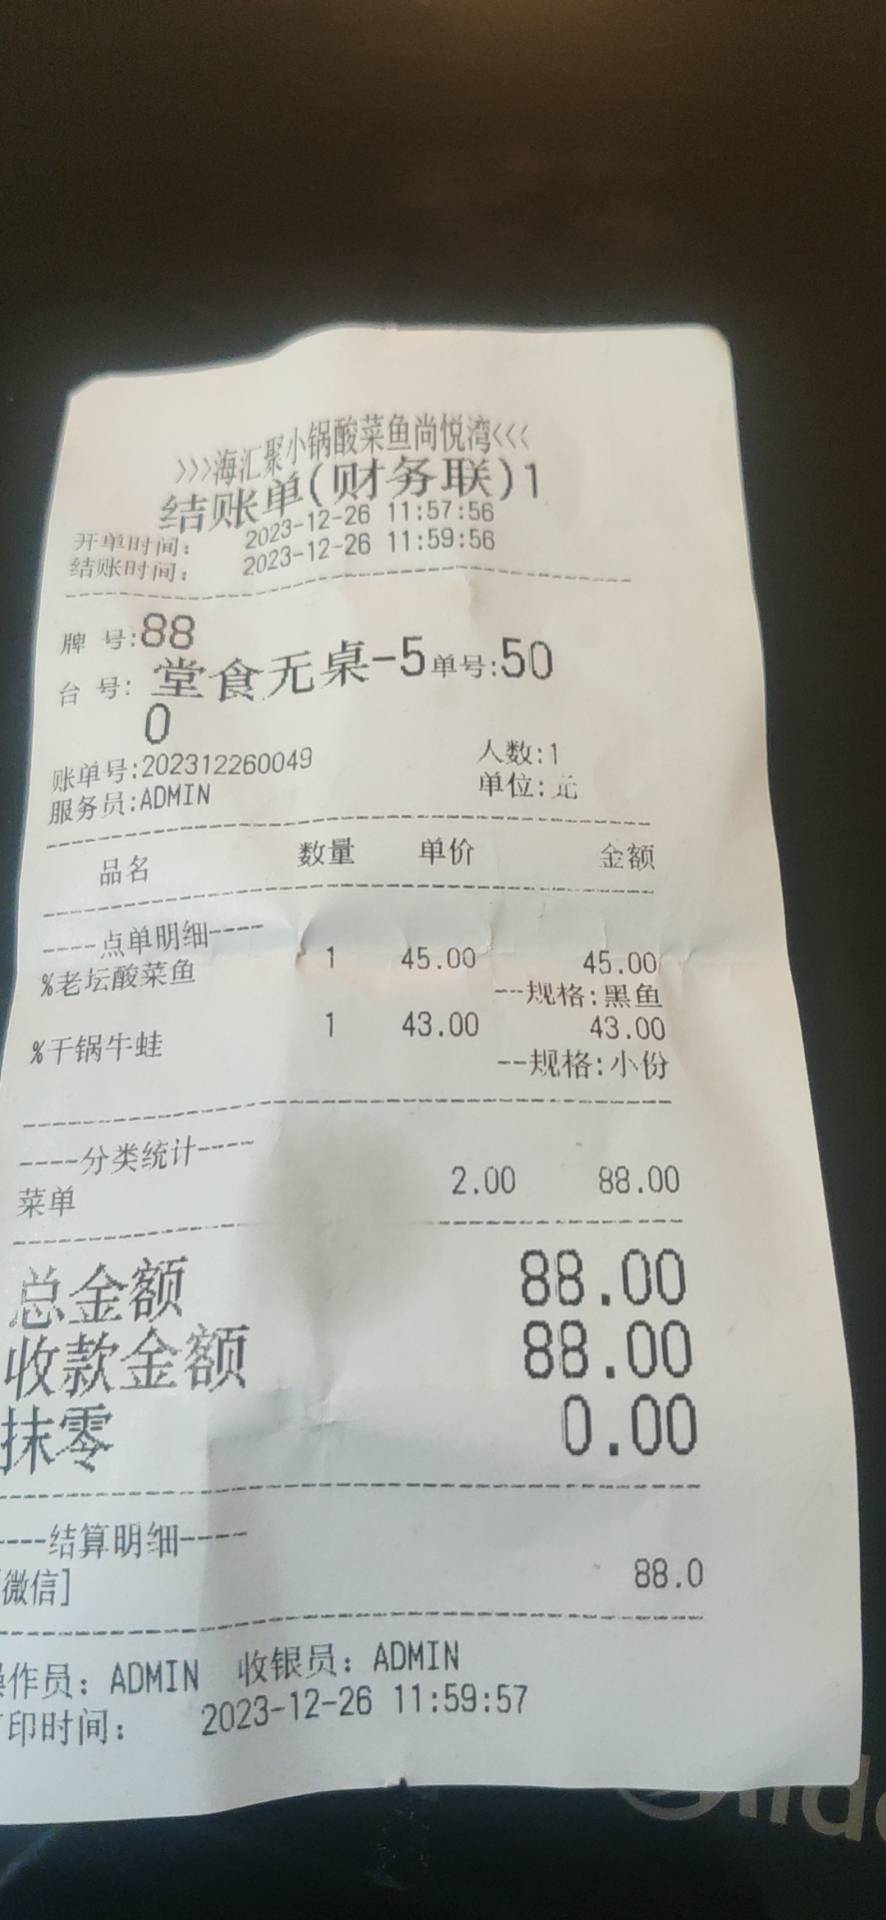 >>>海汇聚小锅酸菜鱼尚悦湾<<<
结账单(财务联)1
开单时间: 2023-12-26 11:57:56
结账时间: 2023-12-26 11:59:56
牌 号:88
台 号: 堂食无桌-5 单号:50
0
账单号:202312260049 人数:1
服务员:ADMIN 单位:元
品名 数量 单价 金额
----点单明细----
%老坛酸菜鱼 1 45.00 45.00
--规格:黑鱼
%干锅牛蛙 1 43.00 43.00
--规格:小份
----分类统计----
菜单 2.00 88.00
总金额 88.00
收款金额 88.00
抹零 0.00
----结算明细----
微信] 88.0
作员: ADMIN 收银员: ADMIN
印时间: 2023-12-26 11:59:57